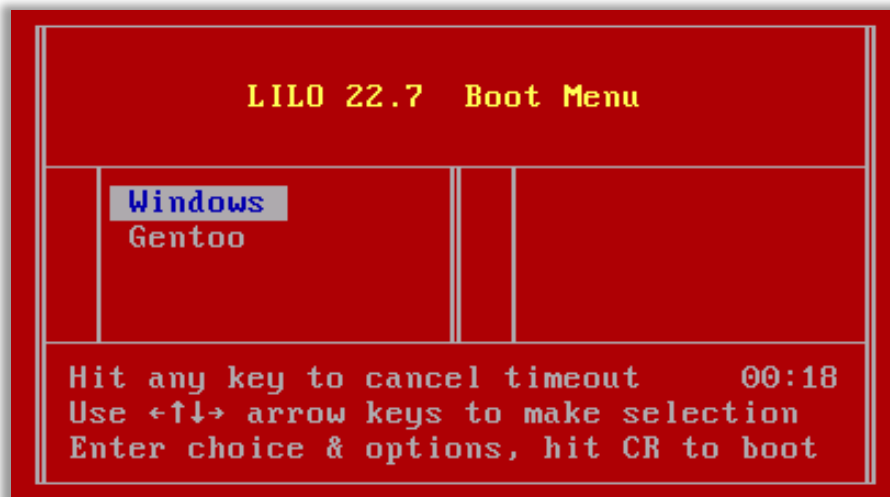 LILO 22.7  Boot Menu
Windows
Gentoo
Hit any key to cancel timeout 00:18
Use ←↑↓→ arrow keys to make selection
Enter choice & options, hit CR to boot